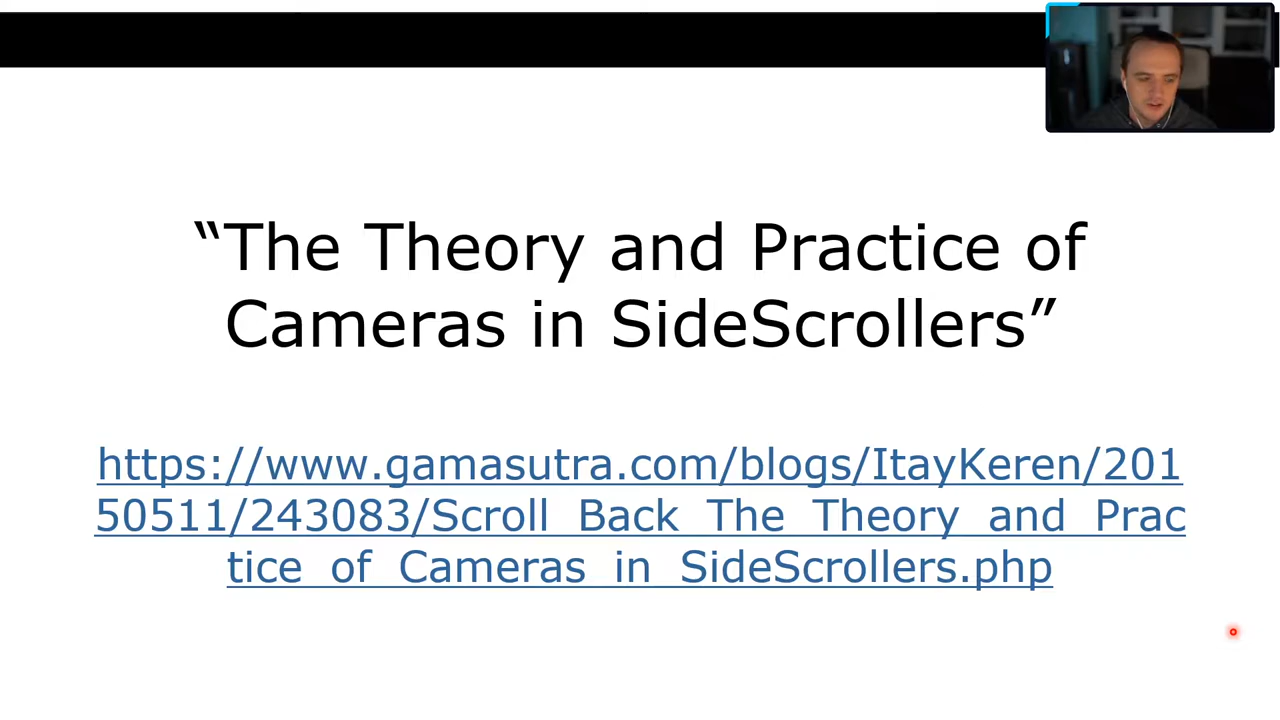 “The Theory and Practice of
Cameras in SideScrollers”
https://www.gamasutra.com/blogs/ItayKeren/201
50511/243083/Scroll_Back_The_Theory_and_Prac
tice_of_Cameras_in_SideScrollers.php